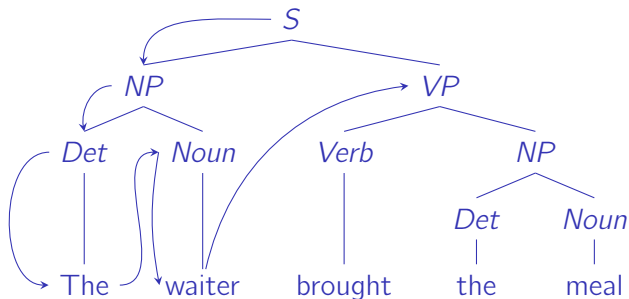 S
NP VP
Det Noun Verb NP
Det Noun
The waiter brought the meal